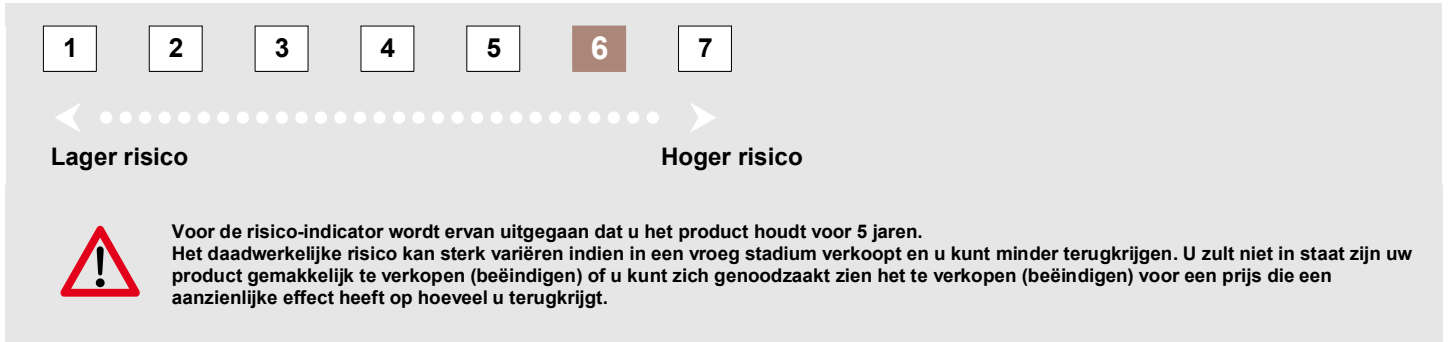 1 2 3 4 5 6 7
Lager risico Hoger risico
Voor de risico-indicator wordt ervan uitgegaan dat u het product houdt voor 5 jaren.
Het daadwerkelijke risico kan sterk variëren indien in een vroeg stadium verkoopt en u kunt minder terugkrijgen. U zult niet in staat zijn uw
product gemakkelijk te verkopen (beëindigen) of u kunt zich genoodzaakt zien het te verkopen (beëindigen) voor een prijs die een
aanzienlijke effect heeft op hoeveel u terugkrijgt.